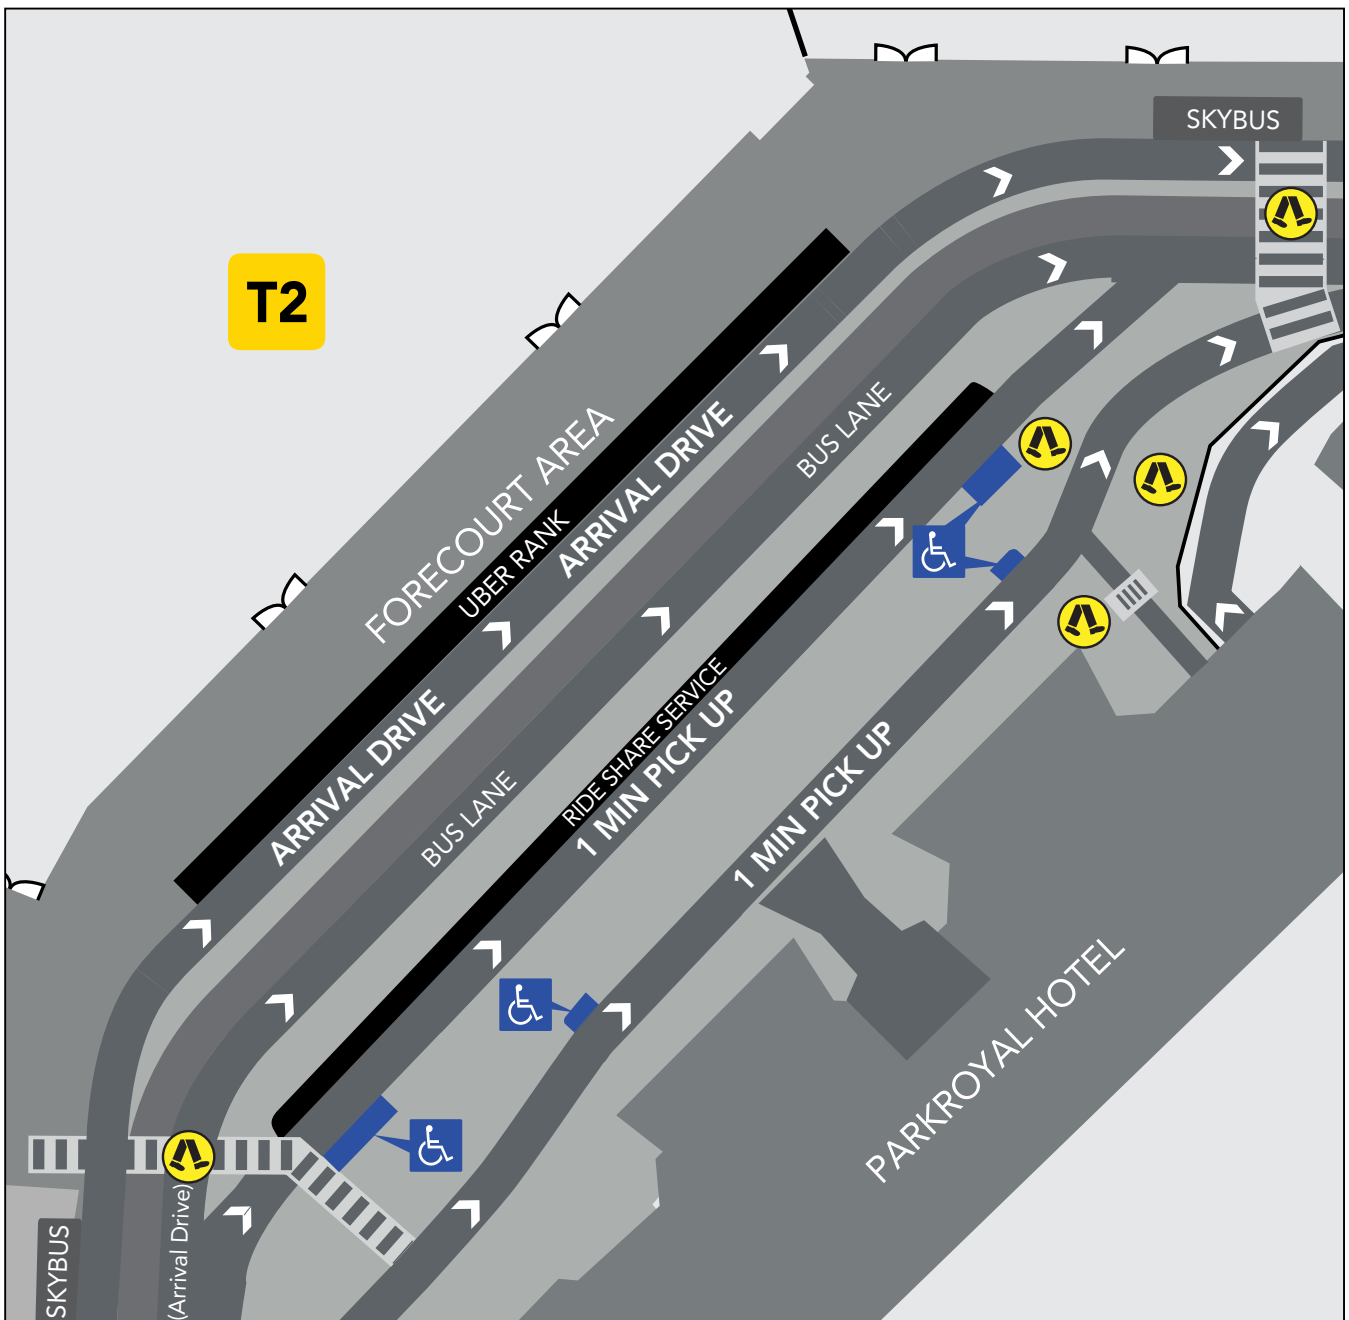 SKYBUS
T2
FORECOURT AREA
UBER RANK
ARRIVAL DRIVE
BUS LANE
ARRIVAL DRIVE
BUS LANE
RIDE SHARE SERVICE
1 MIN PICK UP
1 MIN PICK UP
PARKROYAL HOTEL
SKYBUS
(Arrival Drive)